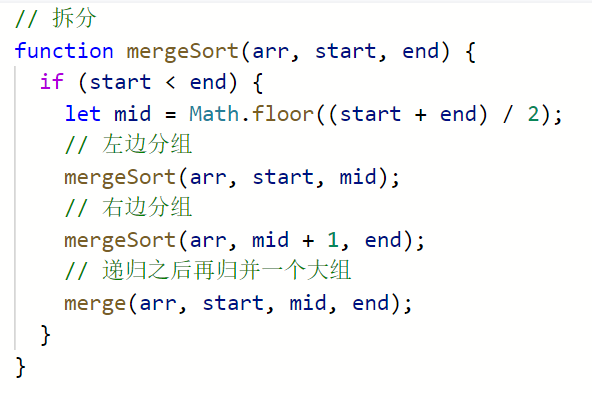 // 拆分
function mergeSort(arr, start, end) {
  if (start < end) {
    let mid = Math.floor((start + end) / 2);
    // 左边分组
    mergeSort(arr, start, mid);
    // 右边分组
    mergeSort(arr, mid + 1, end);
    // 递归之后再归并一个大组
    merge(arr, start, mid, end);
  }
}